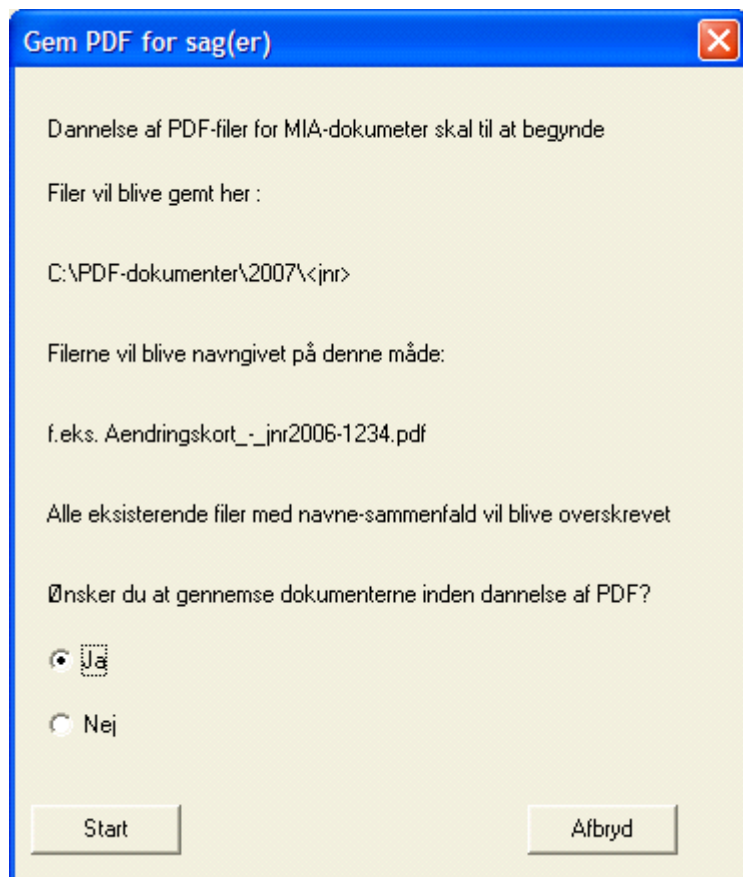 Gem PDF for sag(er)
Dannelse af PDF-filer for MIA-dokumeter skal til at begynde
Filer vil blive gemt her :
C:\PDF-dokumenter\2007\<jnr>
Filerne vil blive navngivet på denne måde:
f.eks. Aendringskort_-_jnr2006-1234.pdf
Alle eksisterende filer med navne-sammenfald vil blive overskrevet
Ønsker du at gennemse dokumenterne inden dannelse af PDF?
Ja
Nej
Start
Afbryd